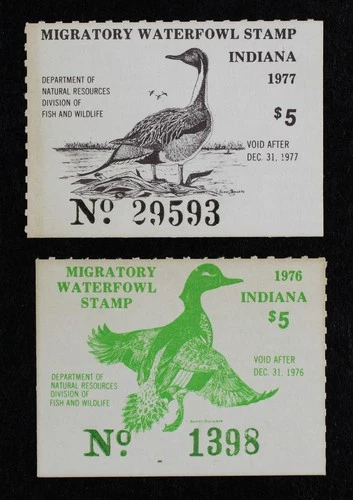 MIGRATORY WATERFOWL STAMP
INDIANA
1977
DEPARTMENT OF
NATURAL RESOURCES
DIVISION OF
FISH AND WILDLIFE
$5
VOID AFTER
DEC. 31, 1977
No. 29593
MIGRATORY
WATERFOWL
STAMP
1976
INDIANA
$5
VOID AFTER
DEC. 31, 1976
DEPARTMENT OF
NATURAL RESOURCES
DIVISION OF
FISH AND WILDLIFE
No. 1398